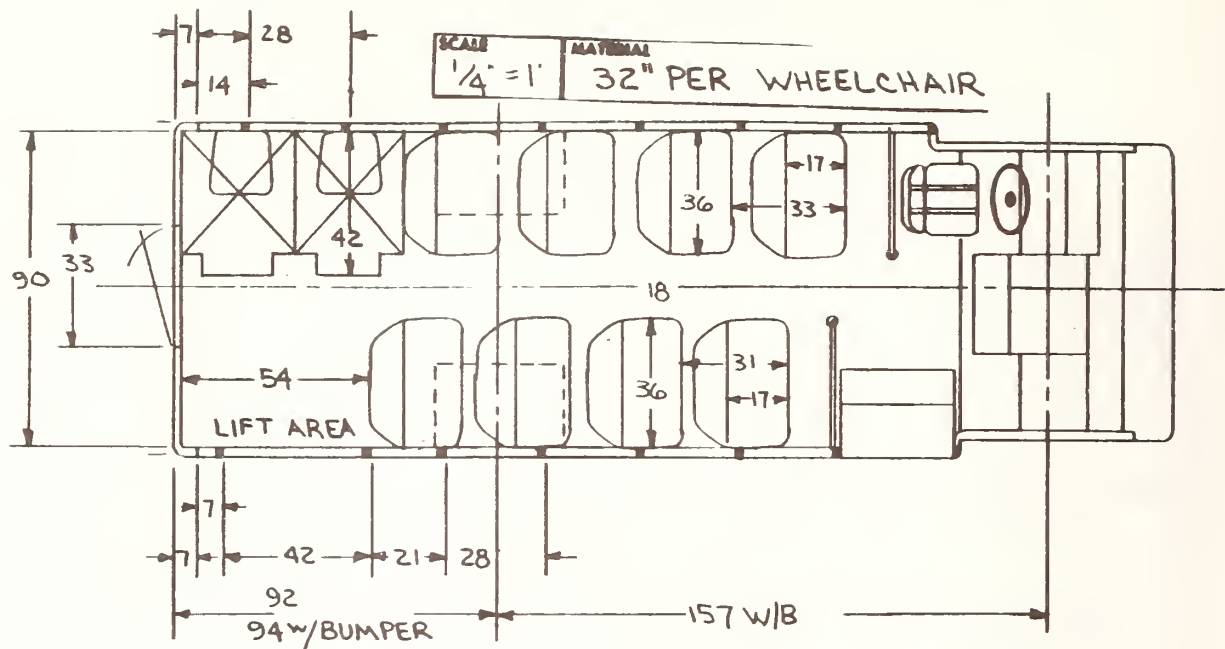 7 28
14
SCALE MATERIAL
1/4" = 1' 32" PER WHEELCHAIR
17
36 33
42
33
90
18
54
31
36
17
LIFT AREA
7
7 42 21 28
92 157 W/B
94 w/BUMPER